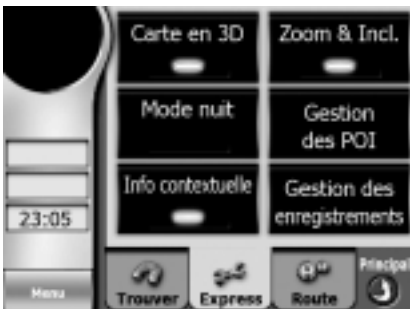 Carte en 3D
Zoom & Incl.
Mode nuit
Gestion
des POI
Info contextuelle
Gestion des
enregistrements
23:05
Menu
Trouver
Express
Route
Principal